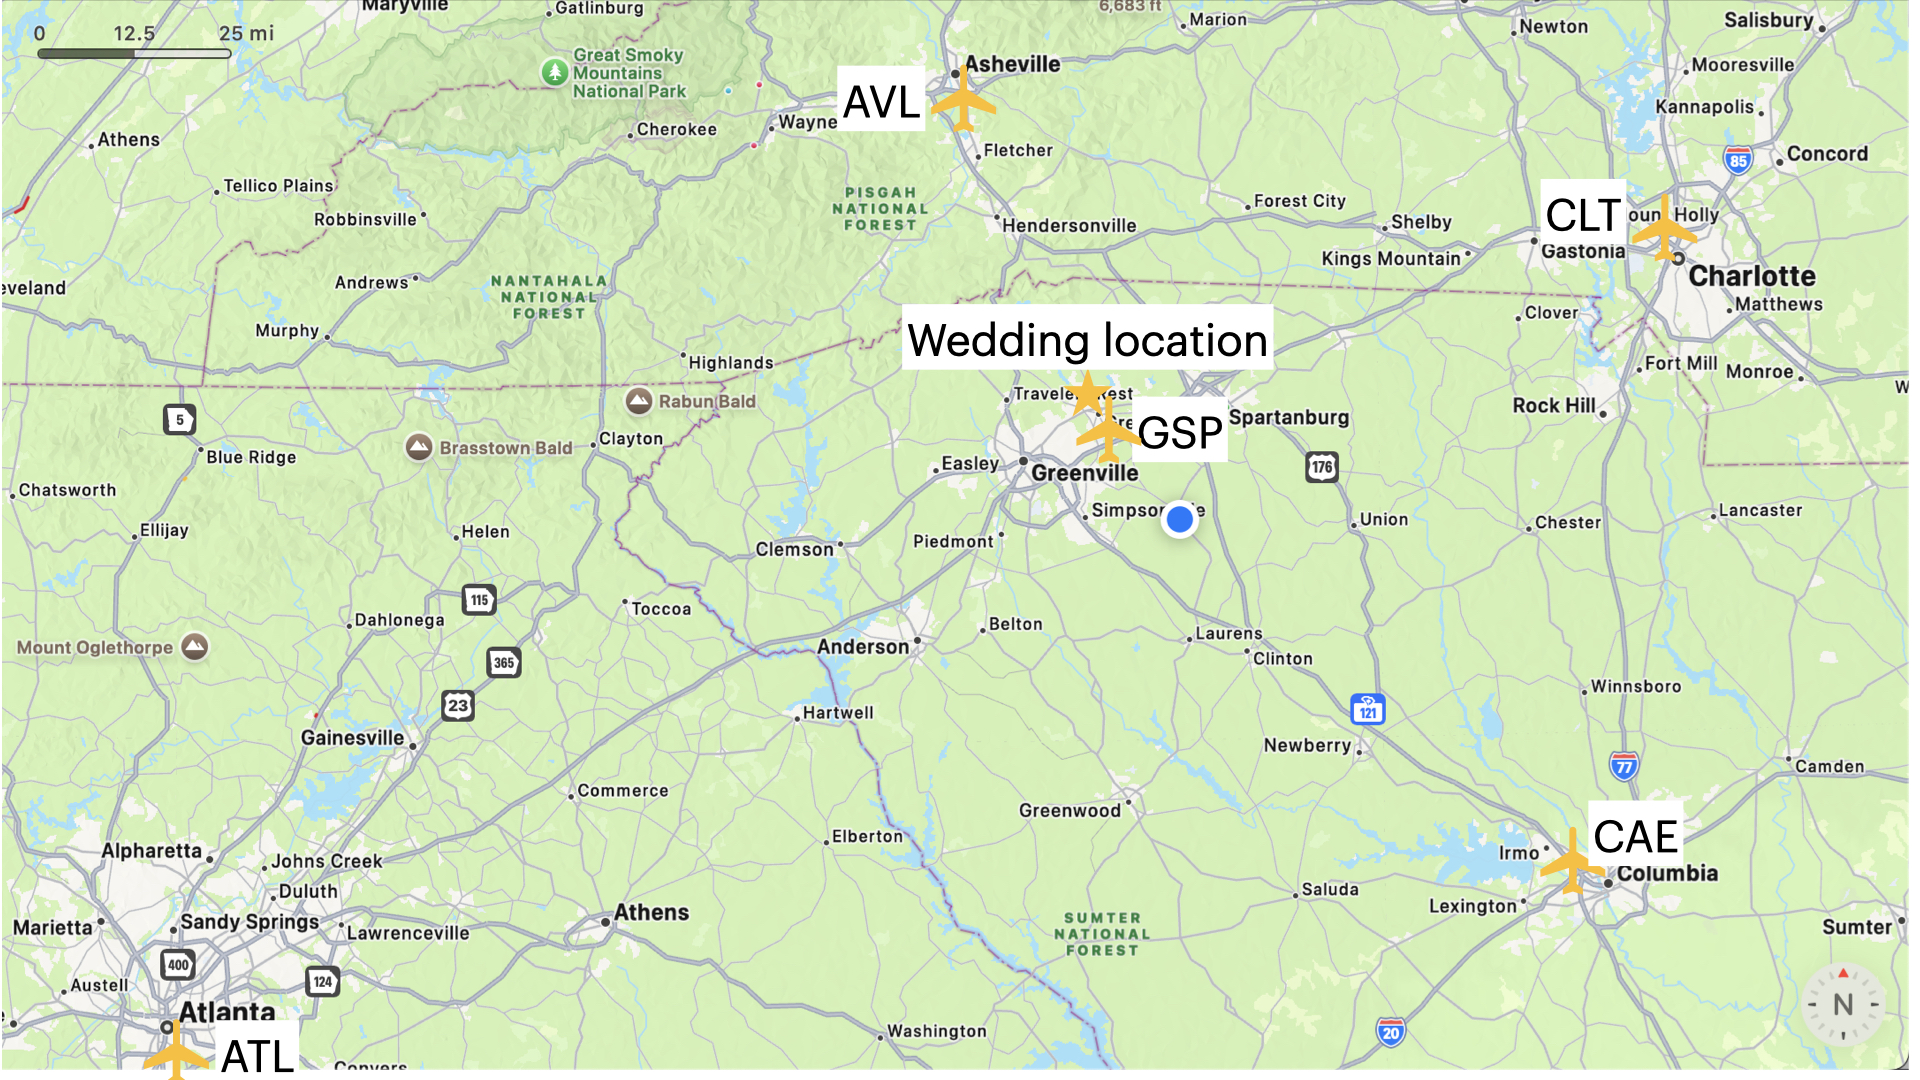 Maryville
Gatlinburg
6,683 ft
Marion
Newton
Salisbury
0 12.5 25 mi
Great Smoky
Mountains
National Park
Asheville
Mooresville
AVL
Kannapolis
Cherokee
Wayne
Athens
Fletcher
Concord
85
Tellico Plains
PISGAH
NATIONAL
FOREST
Robbinsville
Hendersonville
Forest City
Shelby
CLT
oun Holly
Gastonia
Kings Mountain
Charlotte
Matthews
Andrews
eveland
NANTAHALA
NATIONAL
FOREST
Murphy
Wedding location
Clover
Highlands
Fort Mill
Monroe
W
Rabun Bald
Travele Rest
Gre
GSP
Spartanburg
Rock Hill
5
Blue Ridge
Brasstown Bald
Clayton
Easley
Greenville
176
Chatsworth
Ellijay
Helen
Clemson
Piedmont
Simpson e
Union
Chester
Lancaster
115
Dahlonega
Toccoa
Mount Oglethorpe
365
Anderson
Belton
Laurens
Clinton
23
Gainesville
Hartwell
121
Winnsboro
Newberry
77
Camden
Commerce
Greenwood
Elberton
CAE
Irmo
Columbia
Alpharetta
Johns Creek
Duluth
Saluda
Lexington
Marietta
Sandy Springs
Lawrenceville
Athens
SUMTER
NATIONAL
FOREST
Sumter
400
124
Austell
Atlanta
ATL
Conyers
Washington
20
N